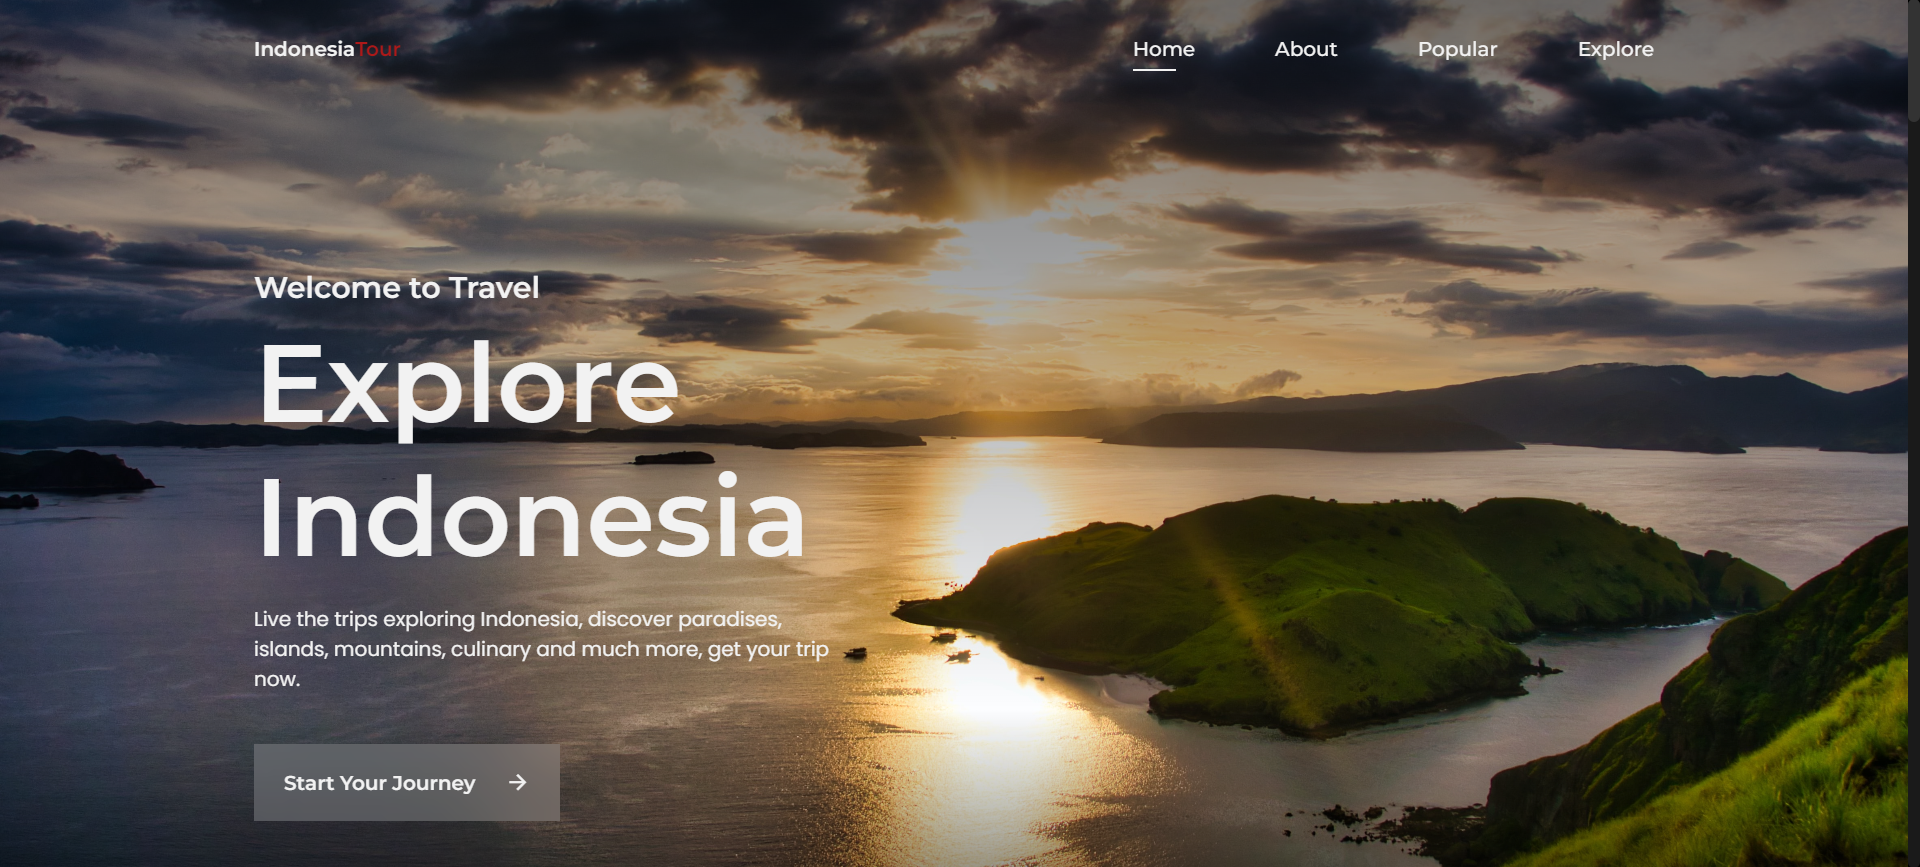 IndonesiaTour
Home
About
Popular
Explore
Welcome to Travel
Explore
Indonesia
Live the trips exploring Indonesia, discover paradises,
islands, mountains, culinary and much more, get your trip
now.
Start Your Journey